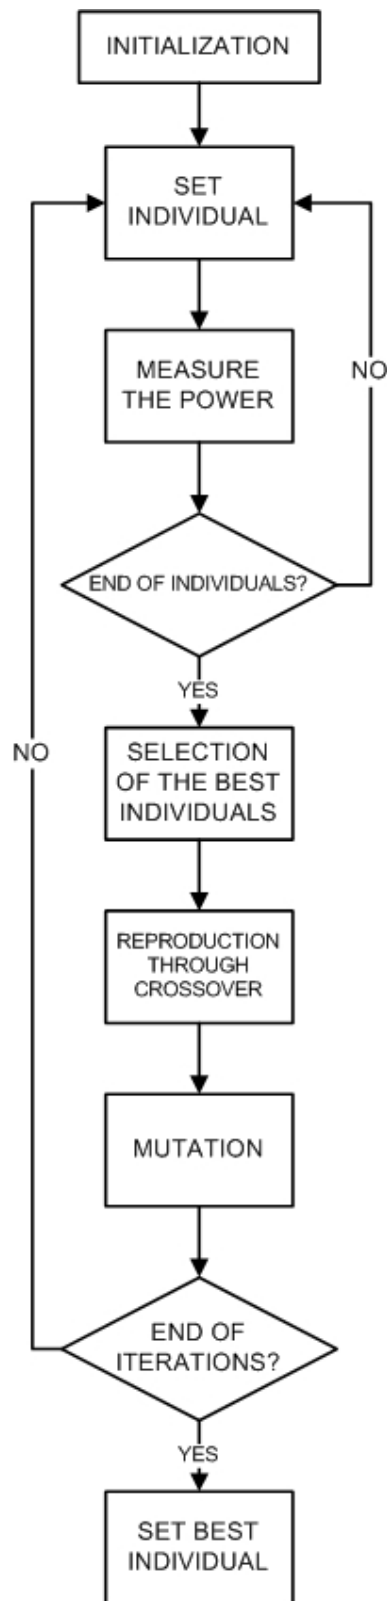 INITIALIZATION
SET
INDIVIDUAL
MEASURE
THE POWER
NO
END OF INDIVIDUALS?
YES
NO
SELECTION
OF THE BEST
INDIVIDUALS
REPRODUCTION
THROUGH
CROSSOVER
MUTATION
END OF
ITERATIONS?
YES
SET BEST
INDIVIDUAL